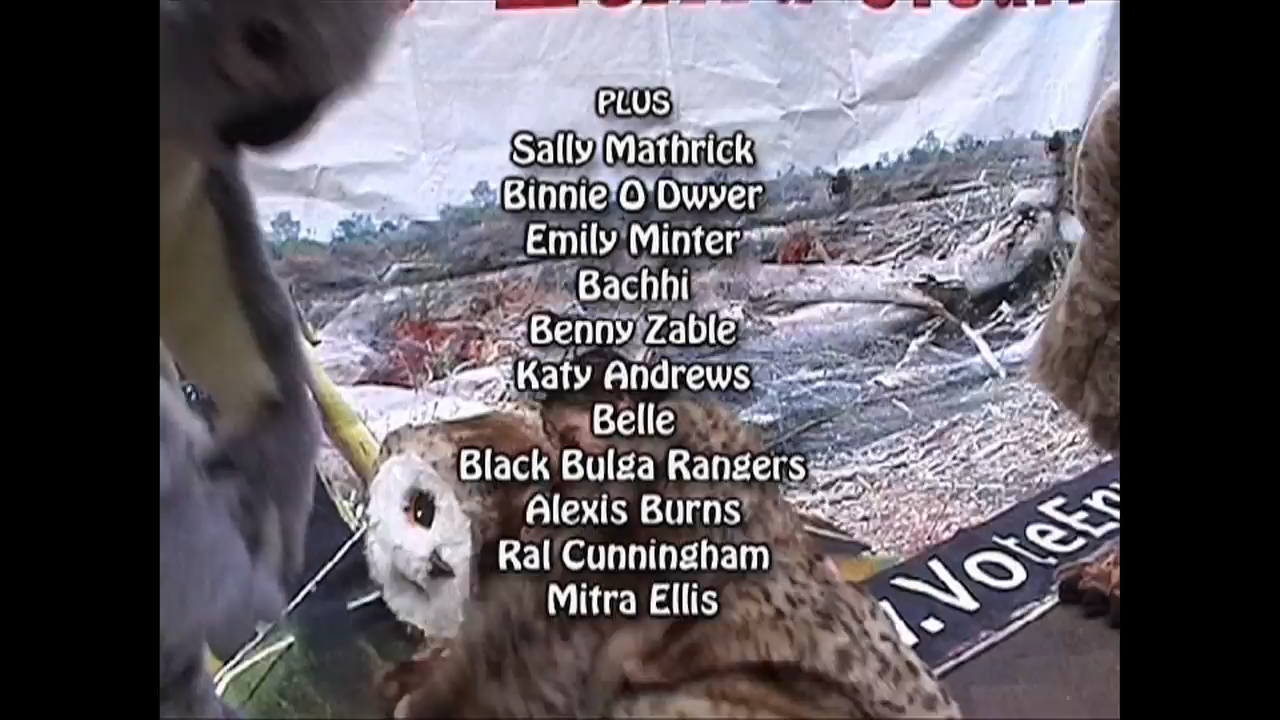 PLUS
Sally Mathrick
Binnie O Dwyer
Emily Minter
Bachhi
Benny Zable
Katy Andrews
Belle
Black Bulga Rangers
Alexis Burns
Ral Cunningham
Mitra Ellis
.VoteEn